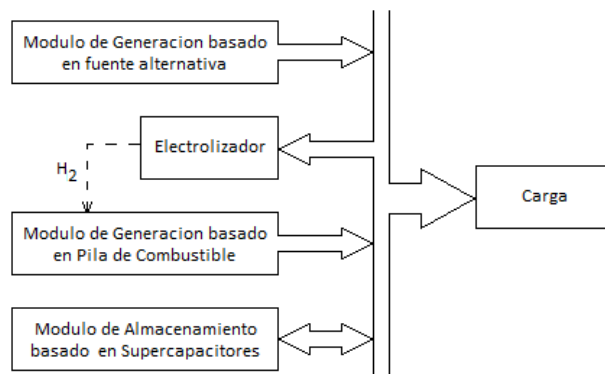 Modulo de Generacion basado
en fuente alternativa
Electrolizador
H2
Carga
Modulo de Generacion basado
en Pila de Combustible
Modulo de Almacenamiento
basado en Supercapacitores